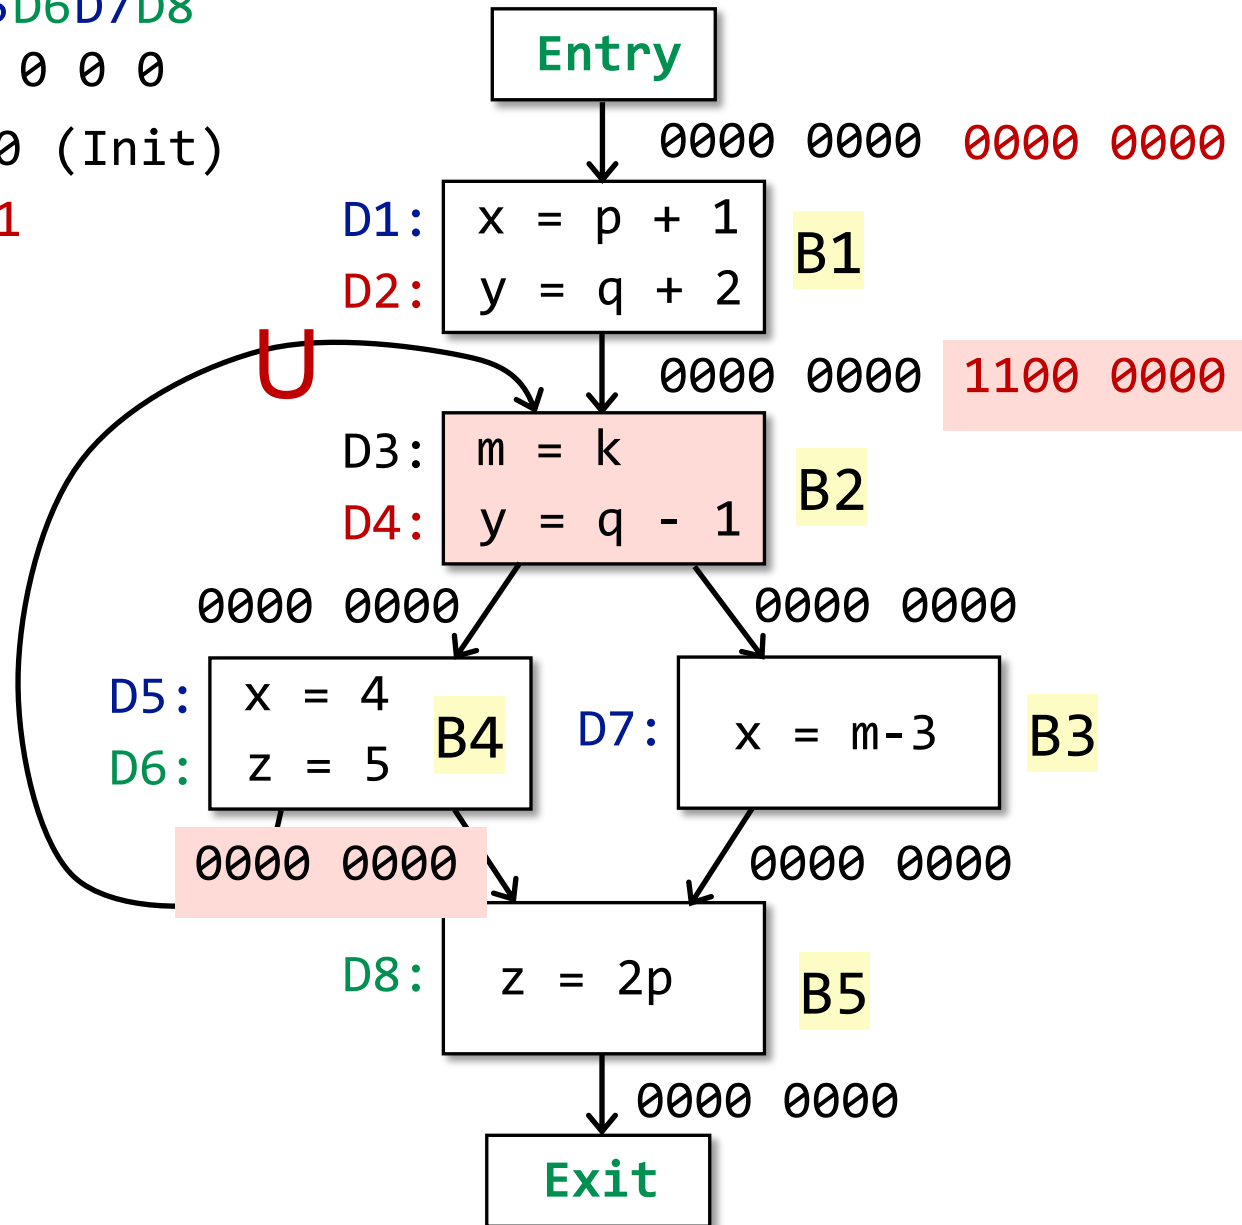 D6D7D8
0 0 0
0 (Init)
1
Entry
0000 0000 0000 0000
D1: x = p + 1
D2: y = q + 2
B1
U
0000 0000 1100 0000
D3: m = k
D4: y = q - 1
B2
0000 0000
0000 0000
D5: x = 4
D6: z = 5
B4
D7: x = m-3
B3
0000 0000
0000 0000
D8: z = 2p
B5
0000 0000
Exit